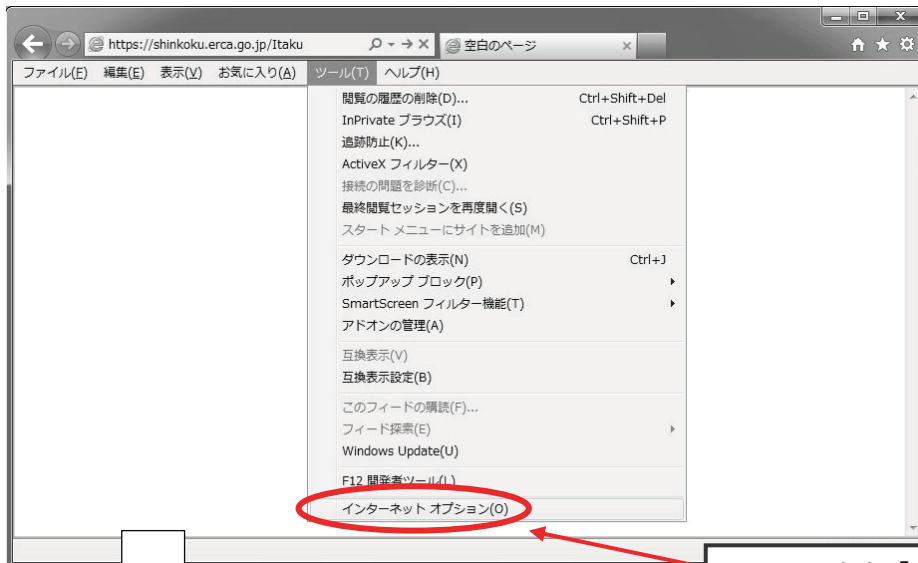 https://shinkoku.erca.go.jp/Itaku
空白のページ
ファイル(F) 編集(E) 表示(V) お気に入り(A) ツール(T) ヘルプ(H)
閲覧の履歴の削除(D)... Ctrl+Shift+Del
InPrivate ブラウズ(I) Ctrl+Shift+P
追跡防止(K)...
ActiveX フィルター(X)
接続の問題を診断(C)...
最終閲覧セッションを再度開く(S)
スタート メニューにサイトを追加(M)
ダウンロードの表示(N) Ctrl+J
ポップアップ ブロック(P)
SmartScreen フィルター機能(T)
アドオンの管理(A)
互換表示(V)
互換表示設定(B)
このフィードの購読(F)...
フィード探索(E)
Windows Update(U)
F12 開発者ツール(L)
インターネット オプション(O)